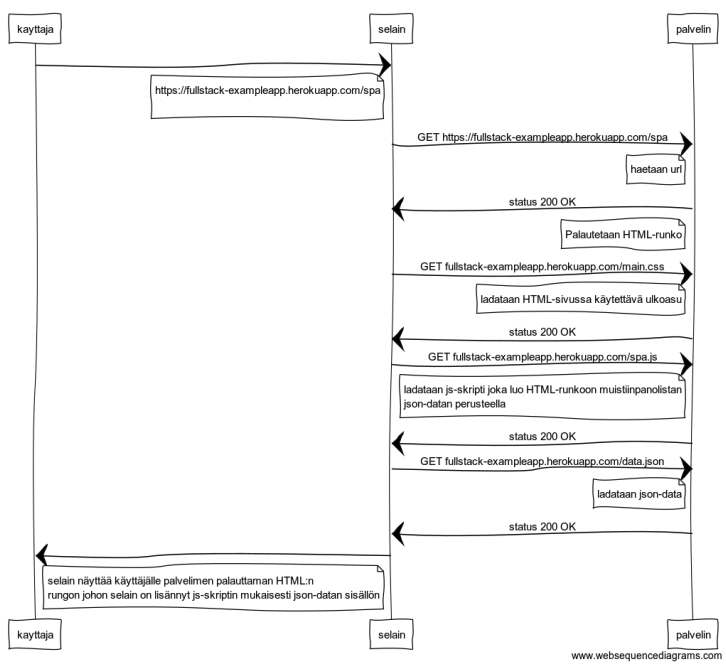 kayttaja selain palvelin
https://fullstack-exampleapp.herokuapp.com/spa
GET https://fullstack-exampleapp.herokuapp.com/spa
haetaan url
status 200 OK
Palautetaan HTML-runko
GET fullstack-exampleapp.herokuapp.com/main.css
ladataan HTML-sivussa käytettävä ulkoasu
status 200 OK
GET fullstack-exampleapp.herokuapp.com/spa.js
ladataan js-skripti joka luo HTML-runkoon muistiinpanolistan
json-datan perusteella
status 200 OK
GET fullstack-exampleapp.herokuapp.com/data.json
ladataan json-data
status 200 OK
selain näyttää käyttäjälle palvelimen palauttaman HTML:n
rungon johon selain on lisännyt js-skriptin mukaisesti json-datan sisällön
kayttaja selain palvelin
www.websequencediagrams.com